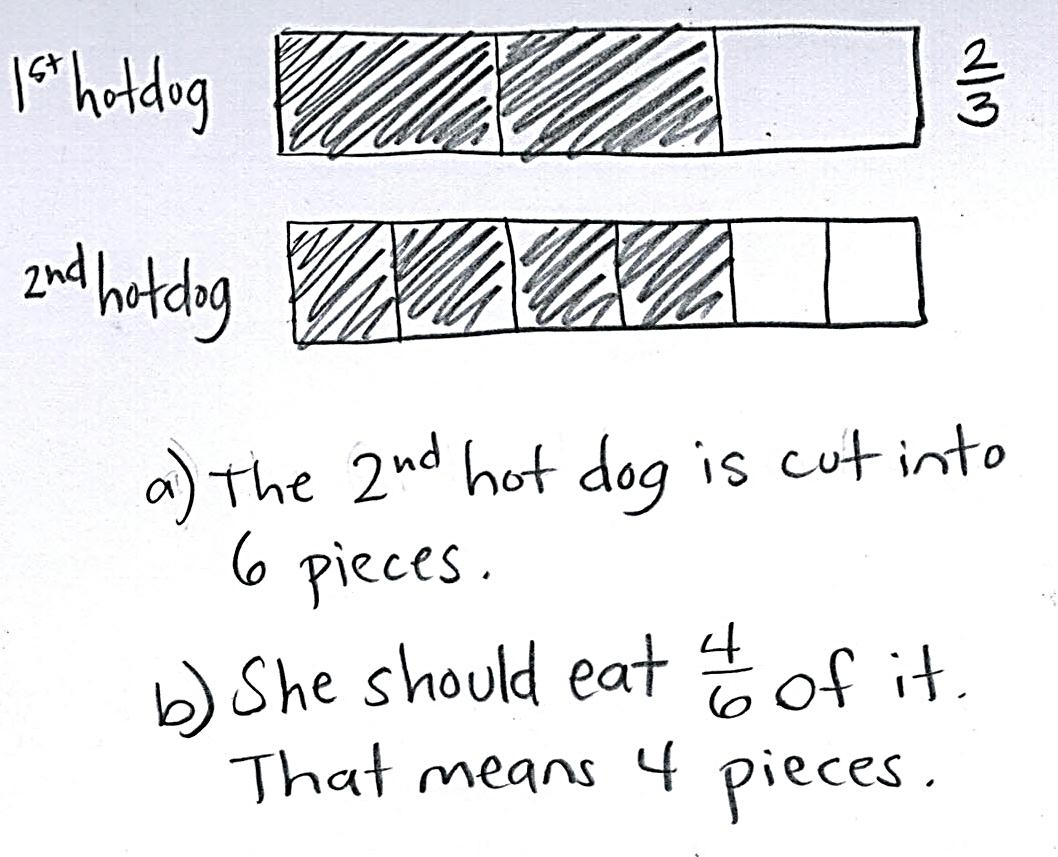 1st hotdog
2/3
2nd hotdog
a) The 2nd hot dog is cut into
6 pieces.
b) She should eat 4/6 of it.
That means 4 pieces.